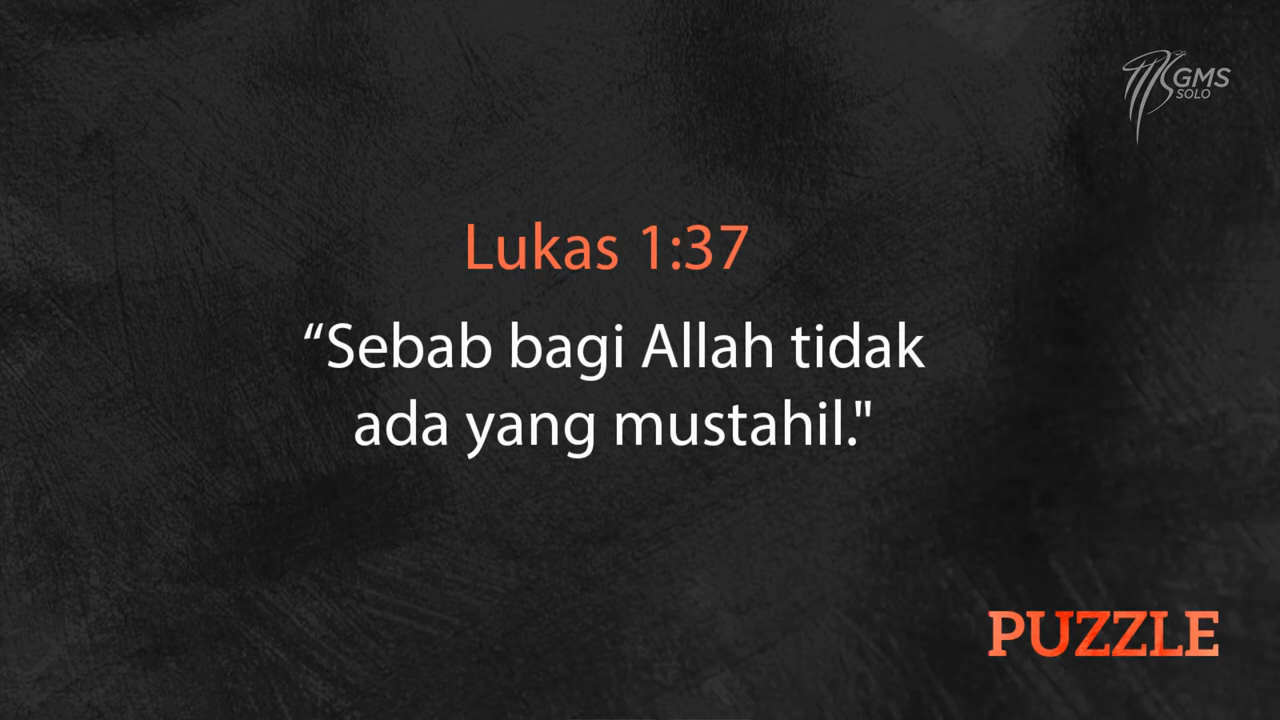 GMS
SOLO
Lukas 1:37
“Sebab bagi Allah tidak
ada yang mustahil."
PUZZLE